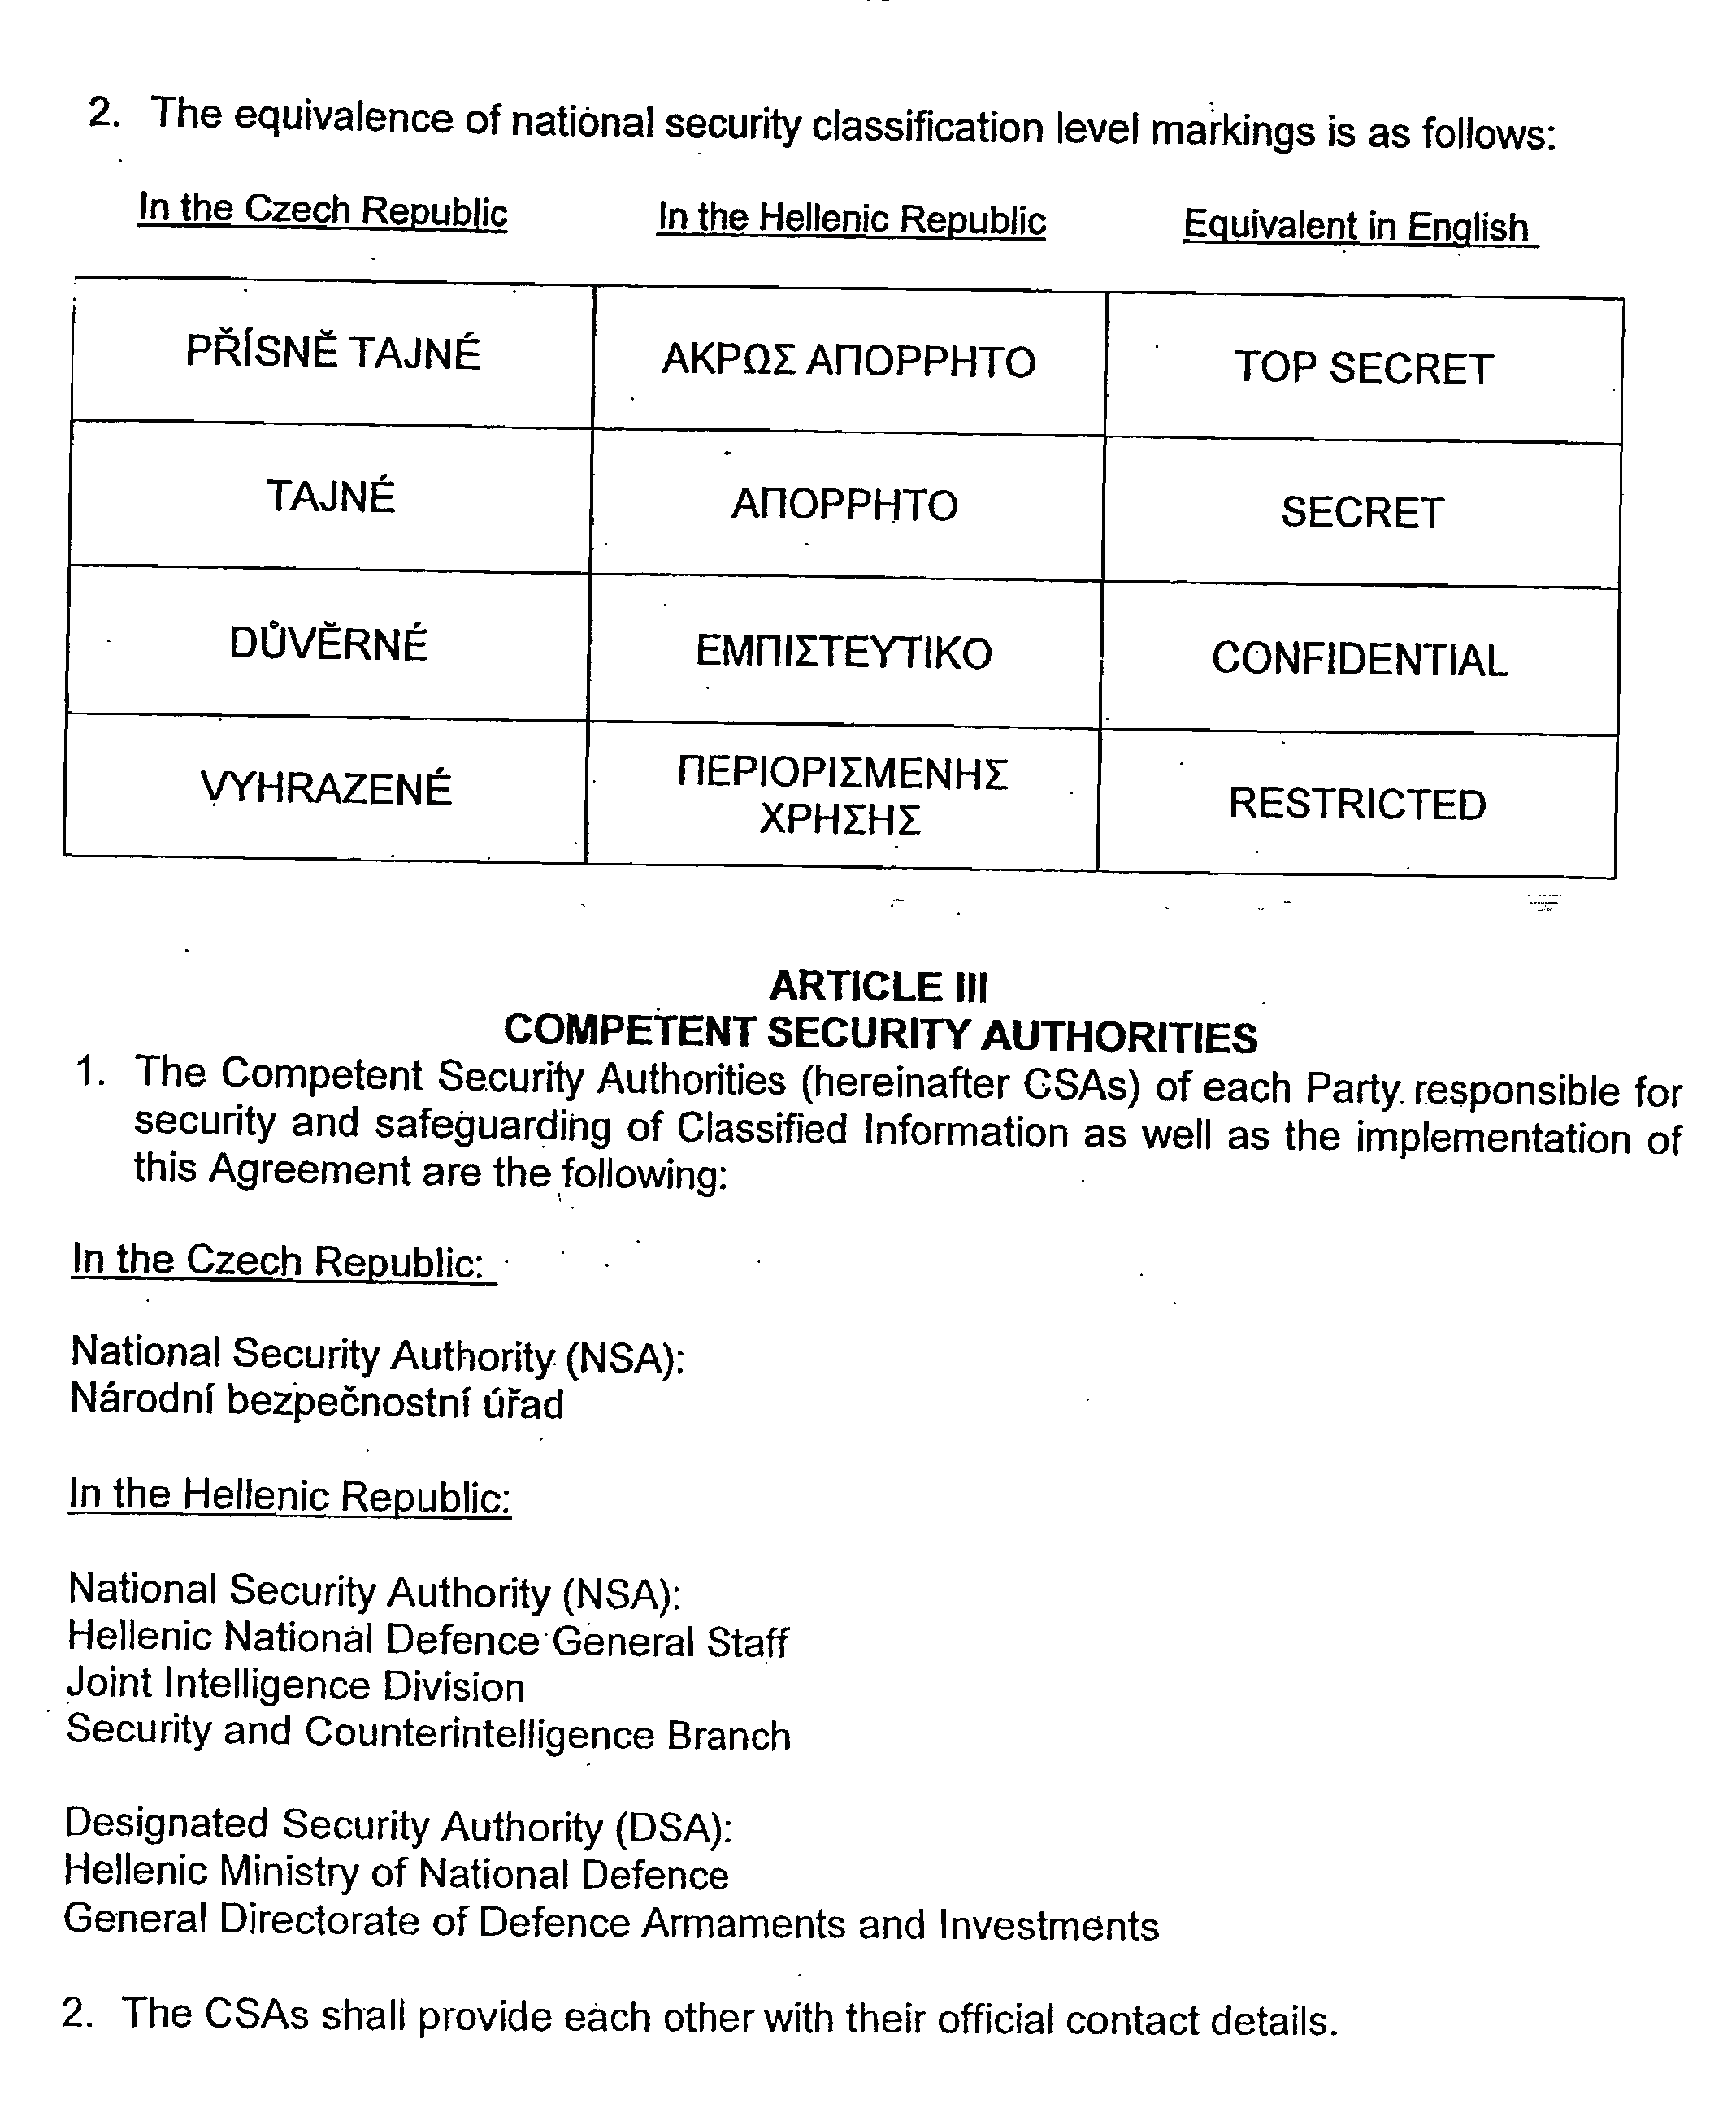 2. The equivalence of national security classification level markings is as follows:
In the Czech Republic In the Hellenic Republic Equivalent in English
PŘÍSNĚ TAJNÉ ΑΚΡΩΣ ΑΠΟΡΡΗΤΟ TOP SECRET
TAJNÉ ΑΠΟΡΡΗΤΟ SECRET
DŮVĚRNÉ ΕΜΠΙΣΤΕΥΤΙΚΟ CONFIDENTIAL
VYHRAZENÉ ΠΕΡΙΟΡΙΣΜΕΝΗΣ RESTRICTED
ΧΡΗΣΗΣ
ARTICLE III
COMPETENT SECURITY AUTHORITIES
1. The Competent Security Authorities (hereinafter CSAs) of each Party responsible for
security and safeguarding of Classified Information as well as the implementation of
this Agreement are the following:
In the Czech Republic:
National Security Authority (NSA):
Národní bezpečnostní úřad
In the Hellenic Republic:
National Security Authority (NSA):
Hellenic National Defence General Staff
Joint Intelligence Division
Security and Counterintelligence Branch
Designated Security Authority (DSA):
Hellenic Ministry of National Defence
General Directorate of Defence Armaments and Investments
2. The CSAs shall provide each other with their official contact details.